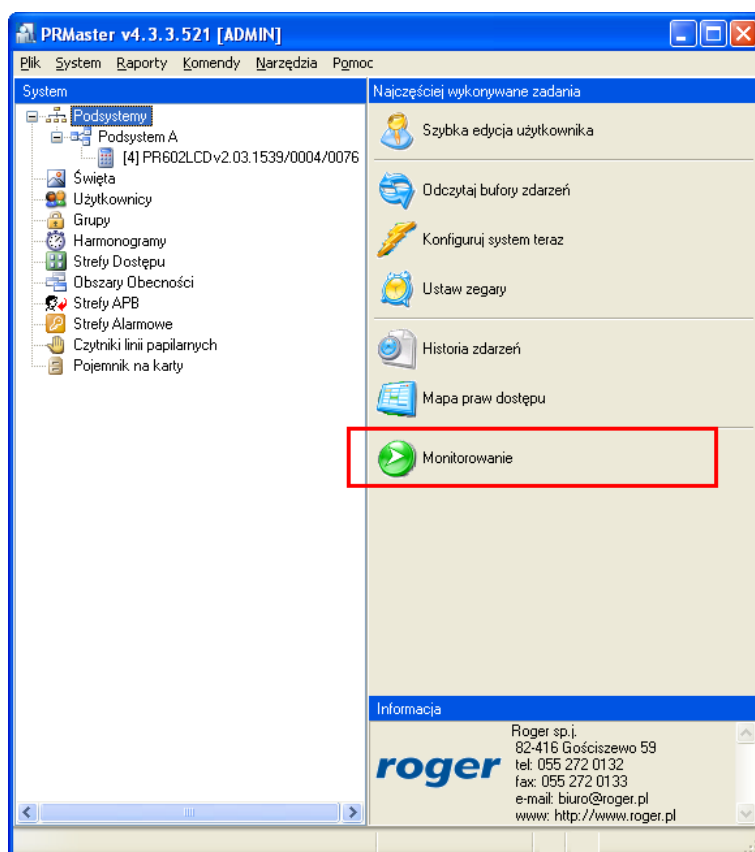 PRMaster v4.3.3.521 [ADMIN]
Plik System Raporty Komendy Narzędzia Pomoc
System
Podsystemy
Podsystem A
[4] PR602LCD v2.03.1539/0004/0076
Święta
Użytkownicy
Grupy
Harmonogramy
Strefy Dostępu
Obszary Obecności
Strefy APB
Strefy Alarmowe
Czytniki linii papilarnych
Pojemnik na karty
Najczęściej wykonywane zadania
Szybka edycja użytkownika
Odczytaj bufory zdarzeń
Konfiguruj system teraz
Ustaw zegary
Historia zdarzeń
Mapa praw dostępu
Monitorowanie
Informacja
roger
Roger sp.j.
82-416 Gościszewo 59
tel: 055 272 0132
fax: 055 272 0133
e-mail: biuro@roger.pl
www: http://www.roger.pl